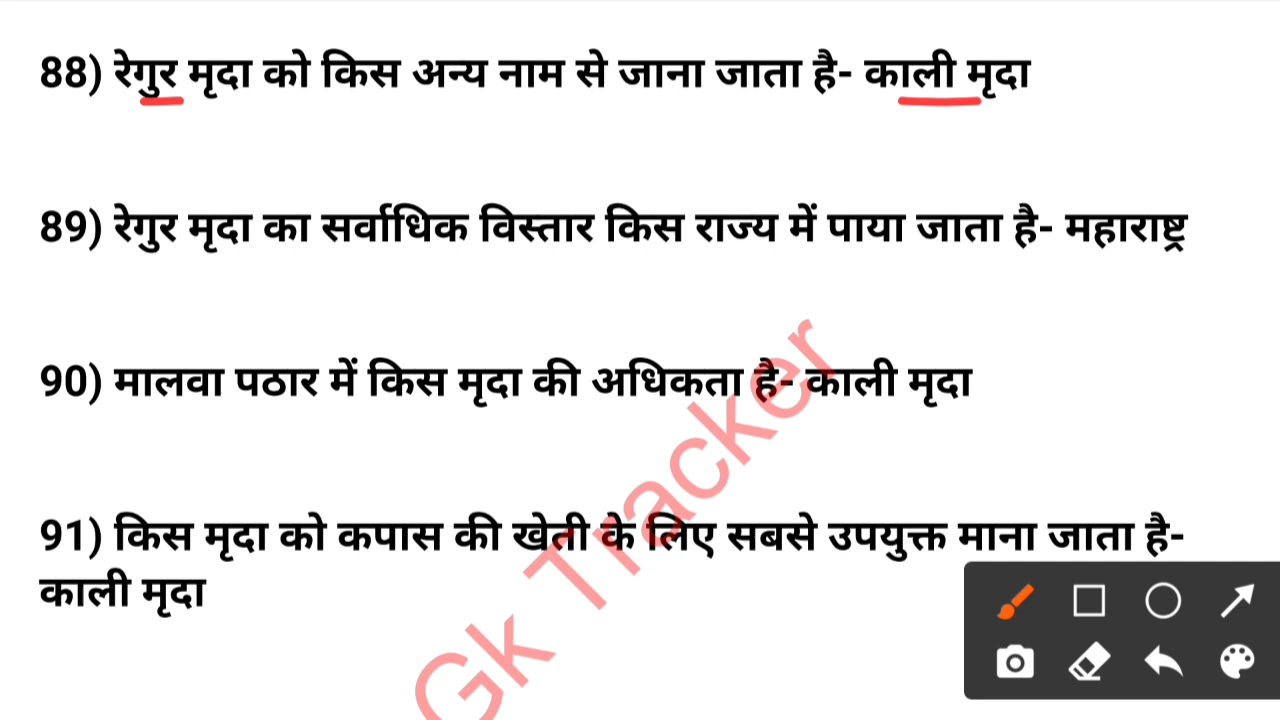 88) रेगुर मृदा को किस अन्य नाम से जाना जाता है- काली मृदा
89) रेगुर मृदा का सर्वाधिक विस्तार किस राज्य में पाया जाता है- महाराष्ट्र
90) मालवा पठार में किस मृदा की अधिकता है- काली मृदा
91) किस मृदा को कपास की खेती के लिए सबसे उपयुक्त माना जाता है-
काली मृदा
Gk Tracker